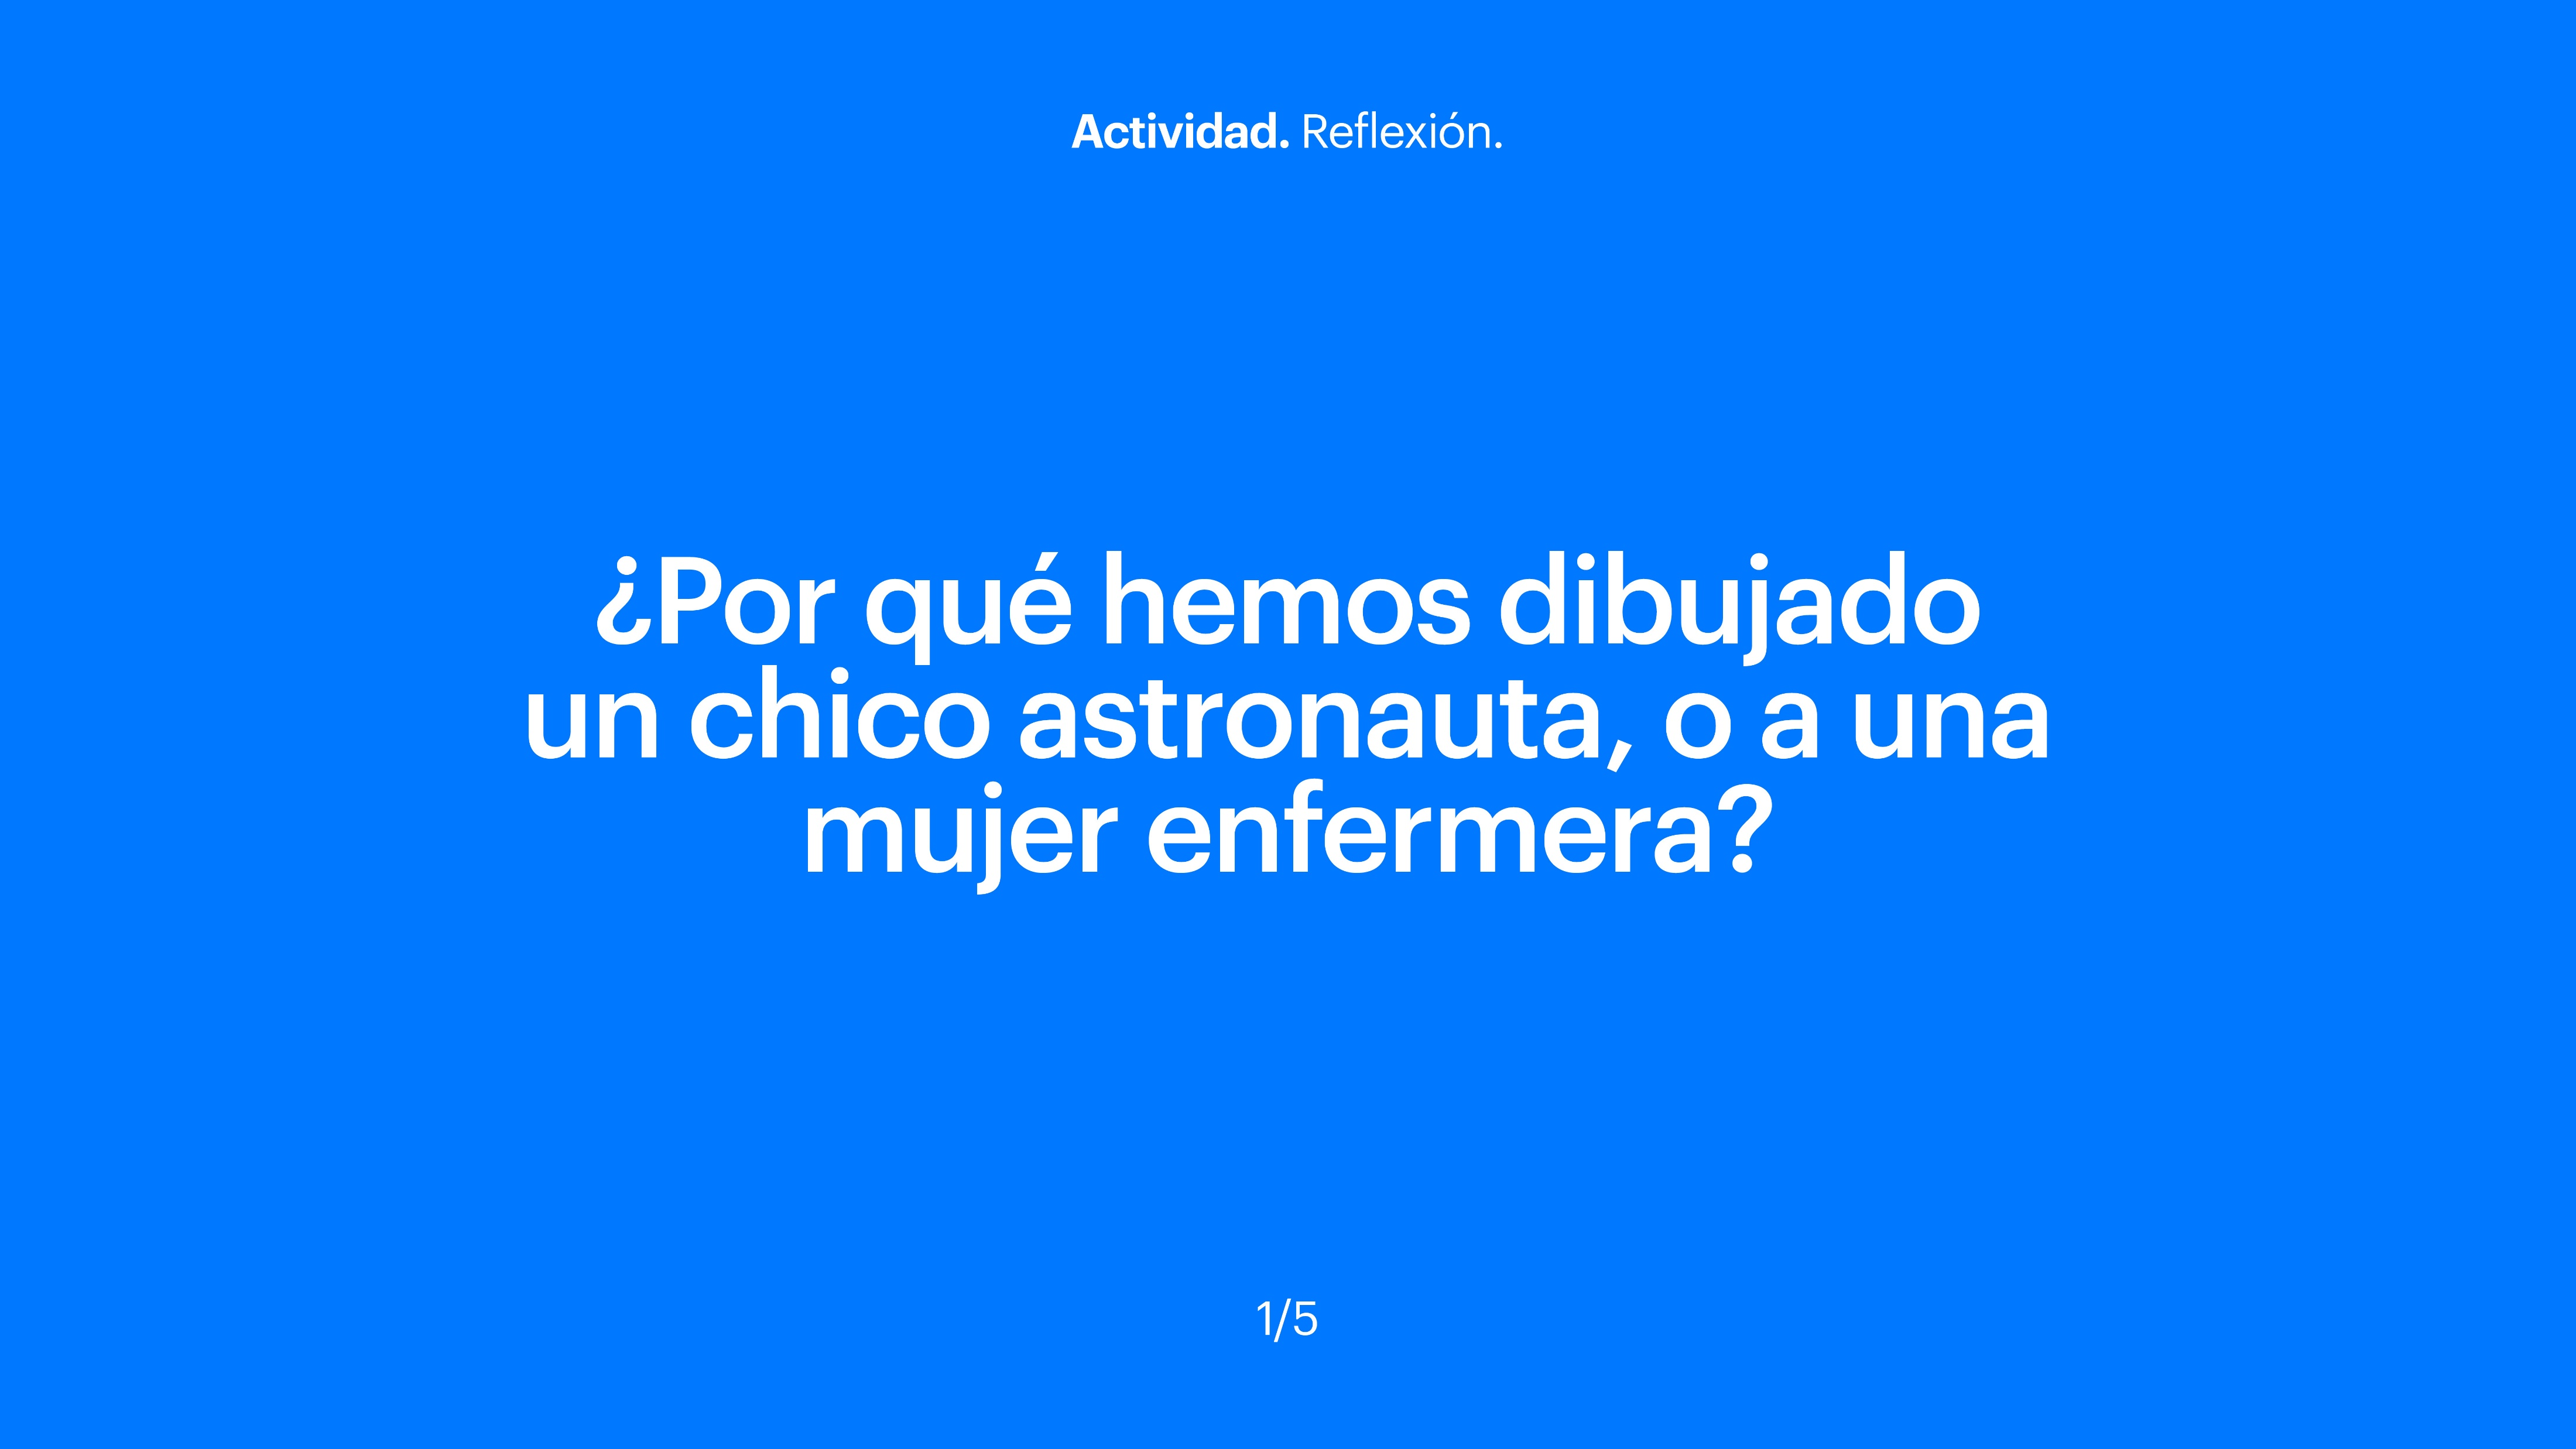 Actividad. Reflexión.
¿Por qué hemos dibujado
un chico astronauta, o a una
mujer enfermera?
1/5